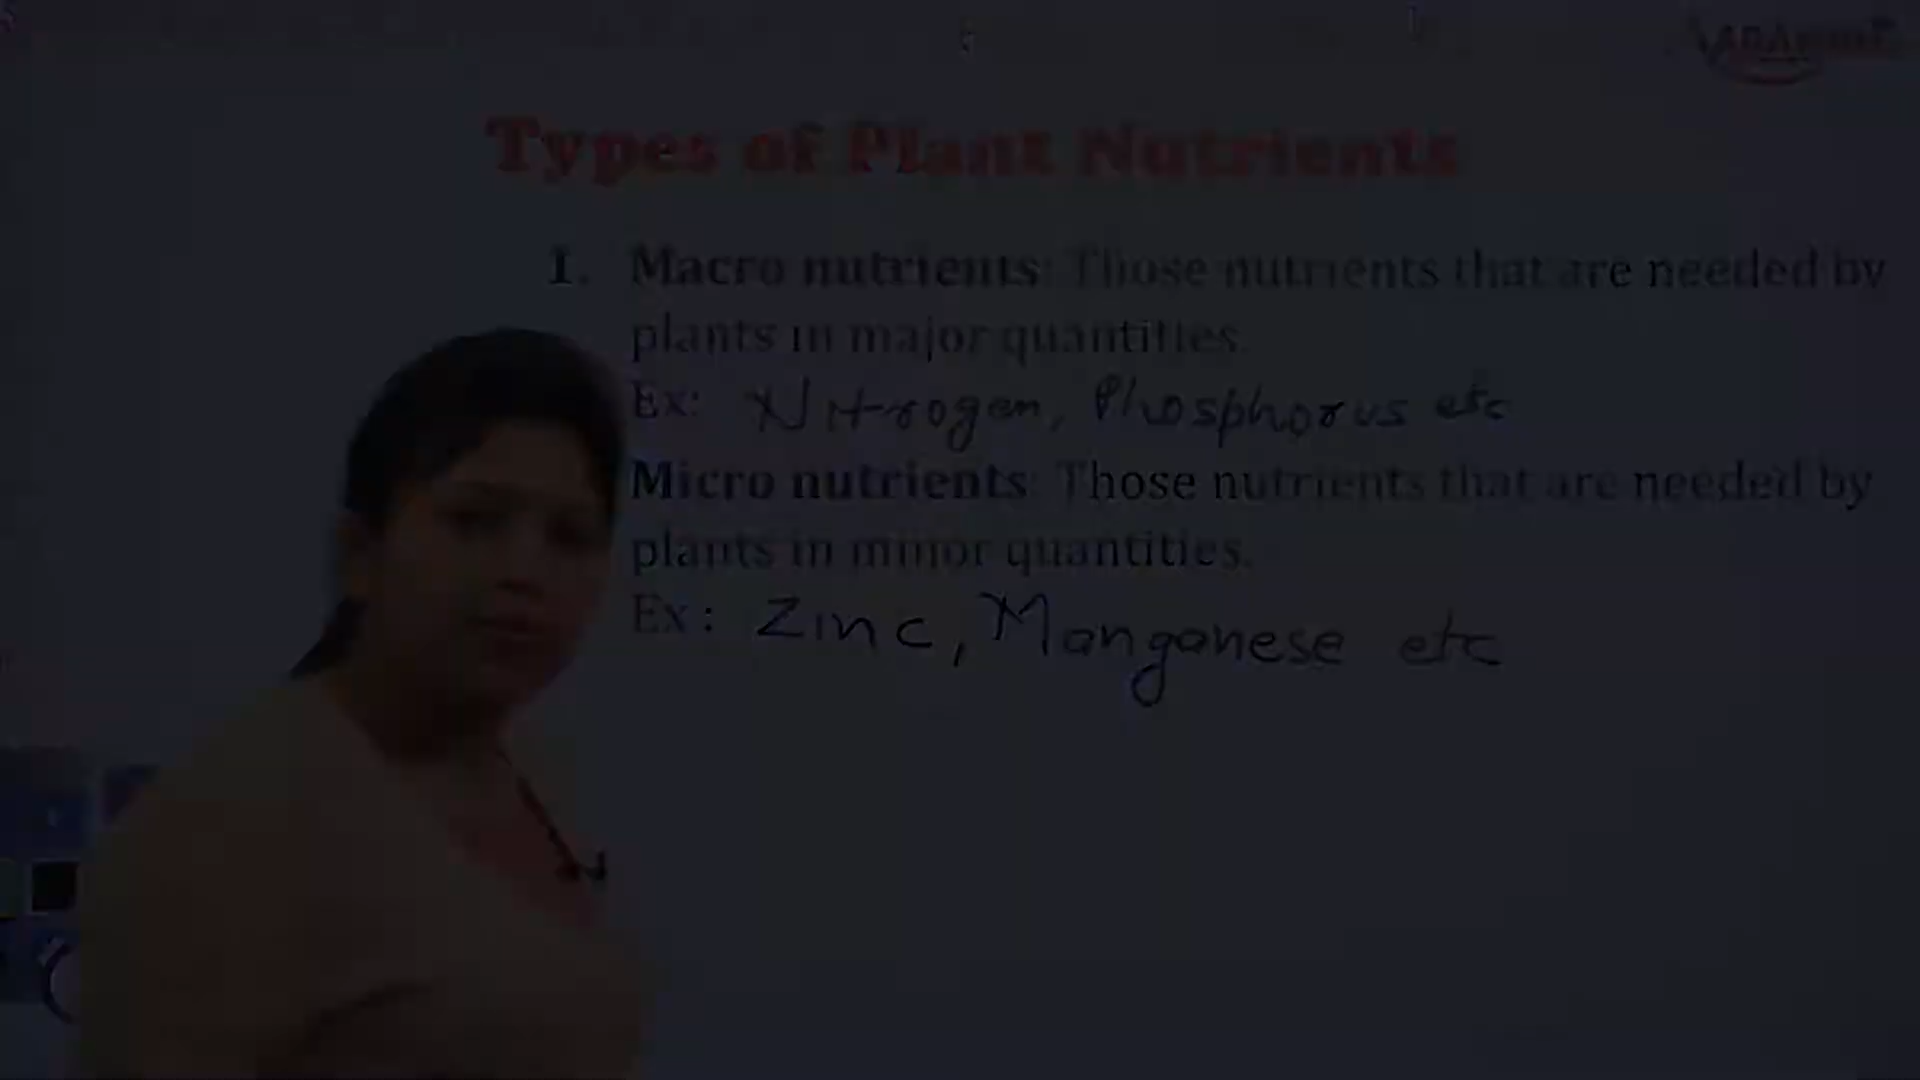 Types of Plant Nutrients
1. Macro nutrients: Those nutrients that are needed by
plants in major quantities.
Ex: Nitrogen, Phosphorus etc
Micro nutrients: Those nutrients that are needed by
plants in minor quantities.
Ex: Zinc, Manganese etc